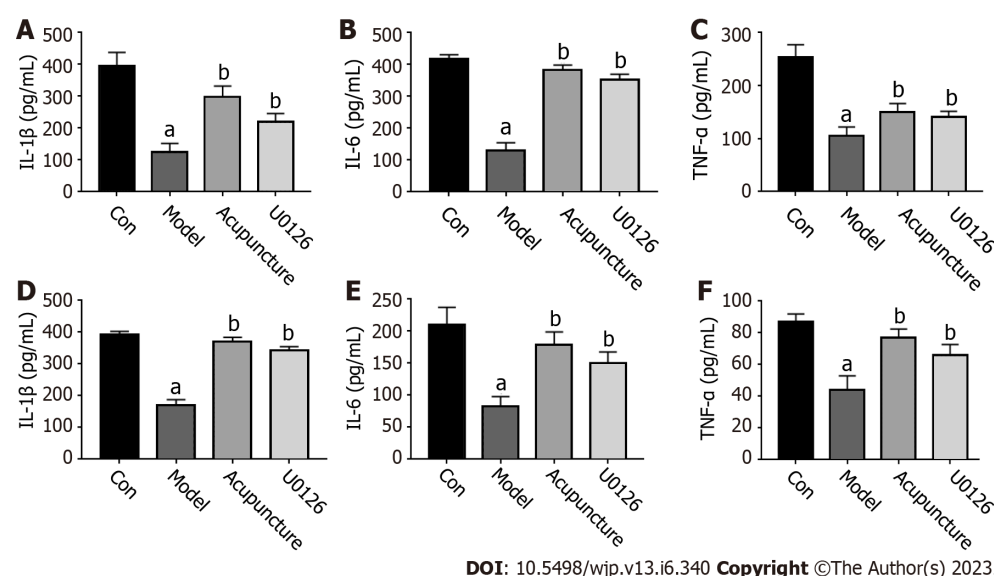 A
IL-1β (pg/mL)
500
400
300
200
100
0
a
b
b
Con
Model
Acupuncture
U0126
B
IL-6 (pg/mL)
500
400
300
200
100
0
a
b
b
Con
Model
Acupuncture
U0126
C
TNF-ɑ (pg/mL)
300
200
100
0
a
b
b
Con
Model
Acupuncture
U0126
D
IL-1β (pg/mL)
500
400
300
200
100
0
a
b
b
Con
Model
Acupuncture
U0126
E
IL-6 (pg/mL)
250
200
150
100
50
0
a
b
b
Con
Model
Acupuncture
U0126
F
TNF-ɑ (pg/mL)
100
80
60
40
20
0
a
b
b
Con
Model
Acupuncture
U0126
DOI: 10.5498/wjp.v13.i6.340 Copyright ©The Author(s) 2023